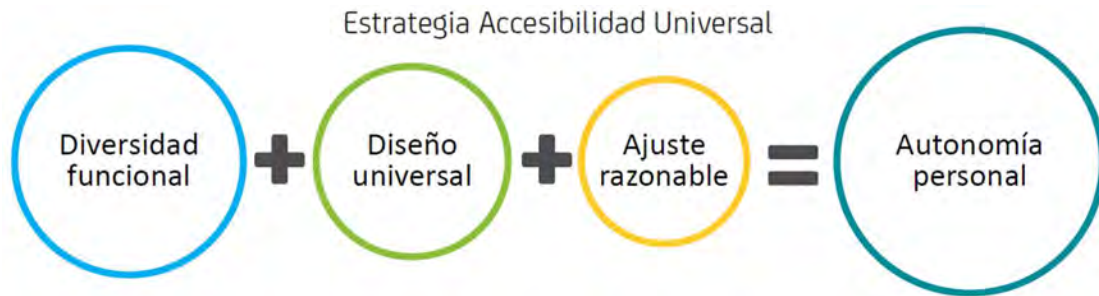 Estrategia Accesibilidad Universal
Diversidad
funcional
+
Diseño
universal
+
Ajuste
razonable
=
Autonomía
personal